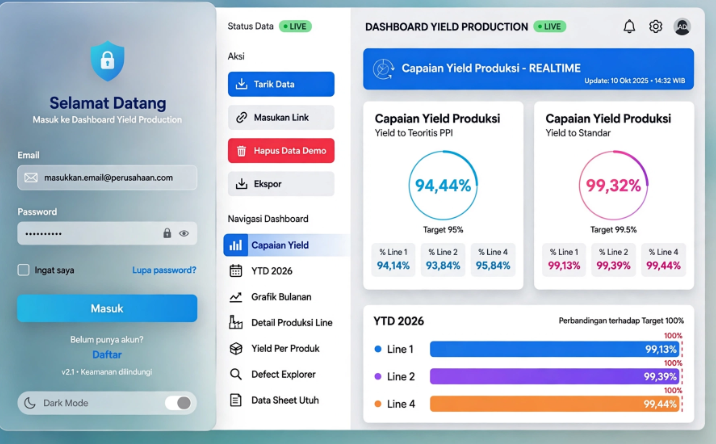 Selamat Datang
Masuk ke Dashboard Yield Production
Email
masukkan.email@perusahaan.com
Password
••••••••••
Ingat saya
Lupa password?
Masuk
Belum punya akun?
Daftar
v2.1 • Keamanan dilindungi
Dark Mode
Status Data • LIVE
Aksi
Tarik Data
Masukan Link
Hapus Data Demo
Ekspor
Navigasi Dashboard
Capaian Yield
YTD 2026
Grafik Bulanan
Detail Produksi Line
Yield Per Produk
Defect Explorer
Data Sheet Utuh
DASHBOARD YIELD PRODUCTION • LIVE
AD
Capaian Yield Produksi - REALTIME
Update: 10 Okt 2025 • 14:32 WIB
Capaian Yield Produksi
Yield to Teoritis PPI
94,44%
Target 95%
% Line 1 % Line 2 % Line 4
94,14% 93,84% 95,84%
Capaian Yield Produksi
Yield to Standar
99,32%
Target 99.5%
% Line 1 % Line 2 % Line 4
99,13% 99,39% 99,44%
YTD 2026
Perbandingan terhadap Target 100%
100%
Line 1 99,13%
100%
Line 2 99,39%
100%
Line 4 99,44%